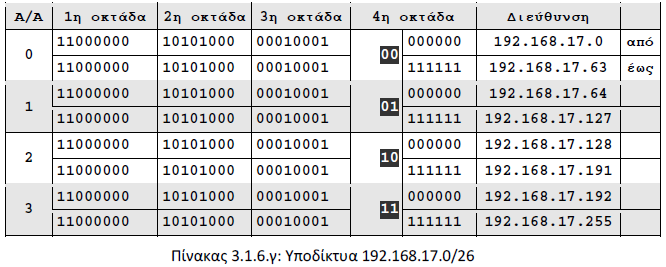 Α/Α 1η οκτάδα 2η οκτάδα 3η οκτάδα 4η οκτάδα Διεύθυνση
0 11000000 10101000 00010001 00 000000 192.168.17.0 από
11000000 10101000 00010001 111111 192.168.17.63 έως
1 11000000 10101000 00010001 01 000000 192.168.17.64
11000000 10101000 00010001 111111 192.168.17.127
2 11000000 10101000 00010001 10 000000 192.168.17.128
11000000 10101000 00010001 111111 192.168.17.191
3 11000000 10101000 00010001 11 000000 192.168.17.192
11000000 10101000 00010001 111111 192.168.17.255
Πίνακας 3.1.6.γ: Υποδίκτυα 192.168.17.0/26